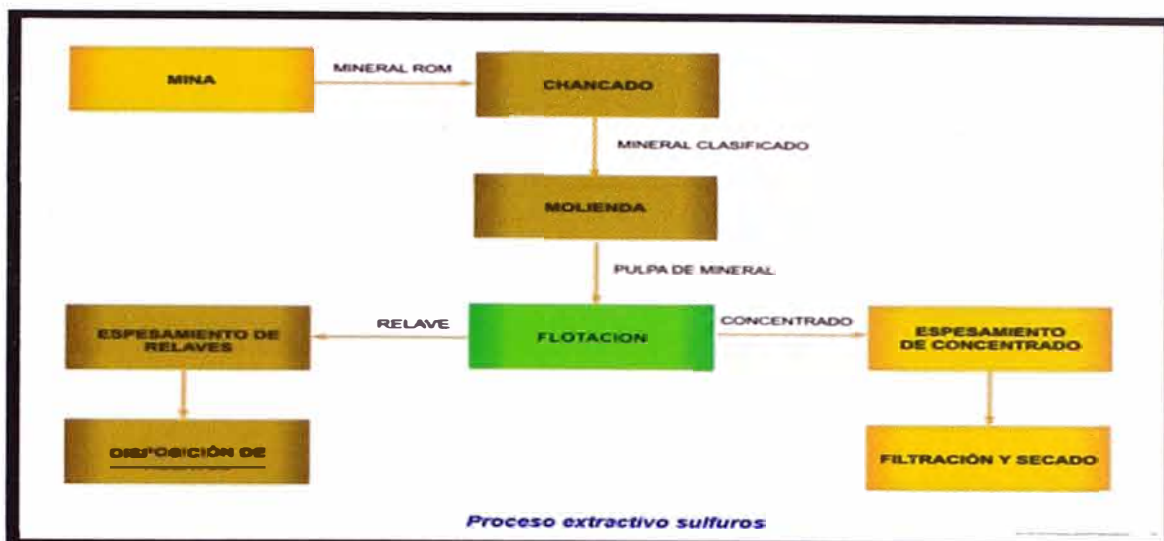 MINA
MINERAL ROM
CHANCADO
MINERAL CLASIFICADO
MOLIENDA
PULPA DE MINERAL
ESPESAMIENTO DE
RELAVES
RELAVE
FLOTACION
CONCENTRADO
ESPESAMIENTO
DE CONCENTRADO
DISPOSICIÓN DE
FILTRACIÓN Y SECADO
Proceso extractivo sulfuros